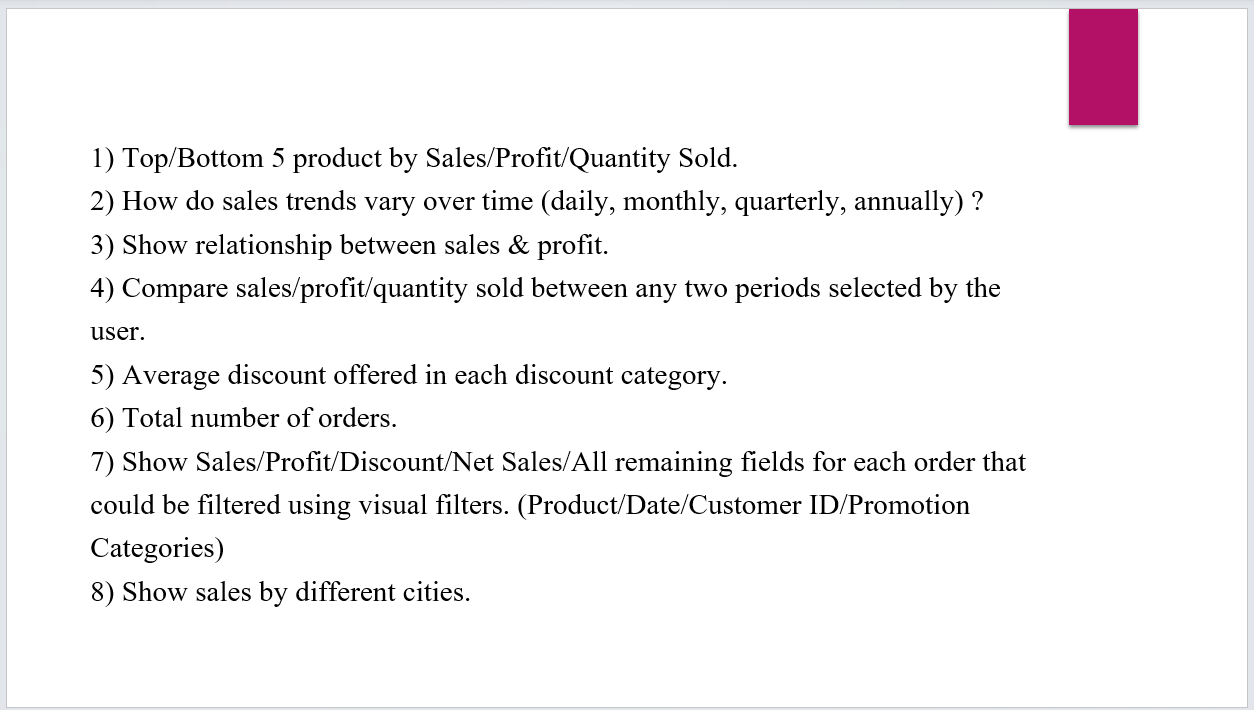 1) Top/Bottom 5 product by Sales/Profit/Quantity Sold.
2) How do sales trends vary over time (daily, monthly, quarterly, annually) ?
3) Show relationship between sales & profit.
4) Compare sales/profit/quantity sold between any two periods selected by the
user.
5) Average discount offered in each discount category.
6) Total number of orders.
7) Show Sales/Profit/Discount/Net Sales/All remaining fields for each order that
could be filtered using visual filters. (Product/Date/Customer ID/Promotion
Categories)
8) Show sales by different cities.